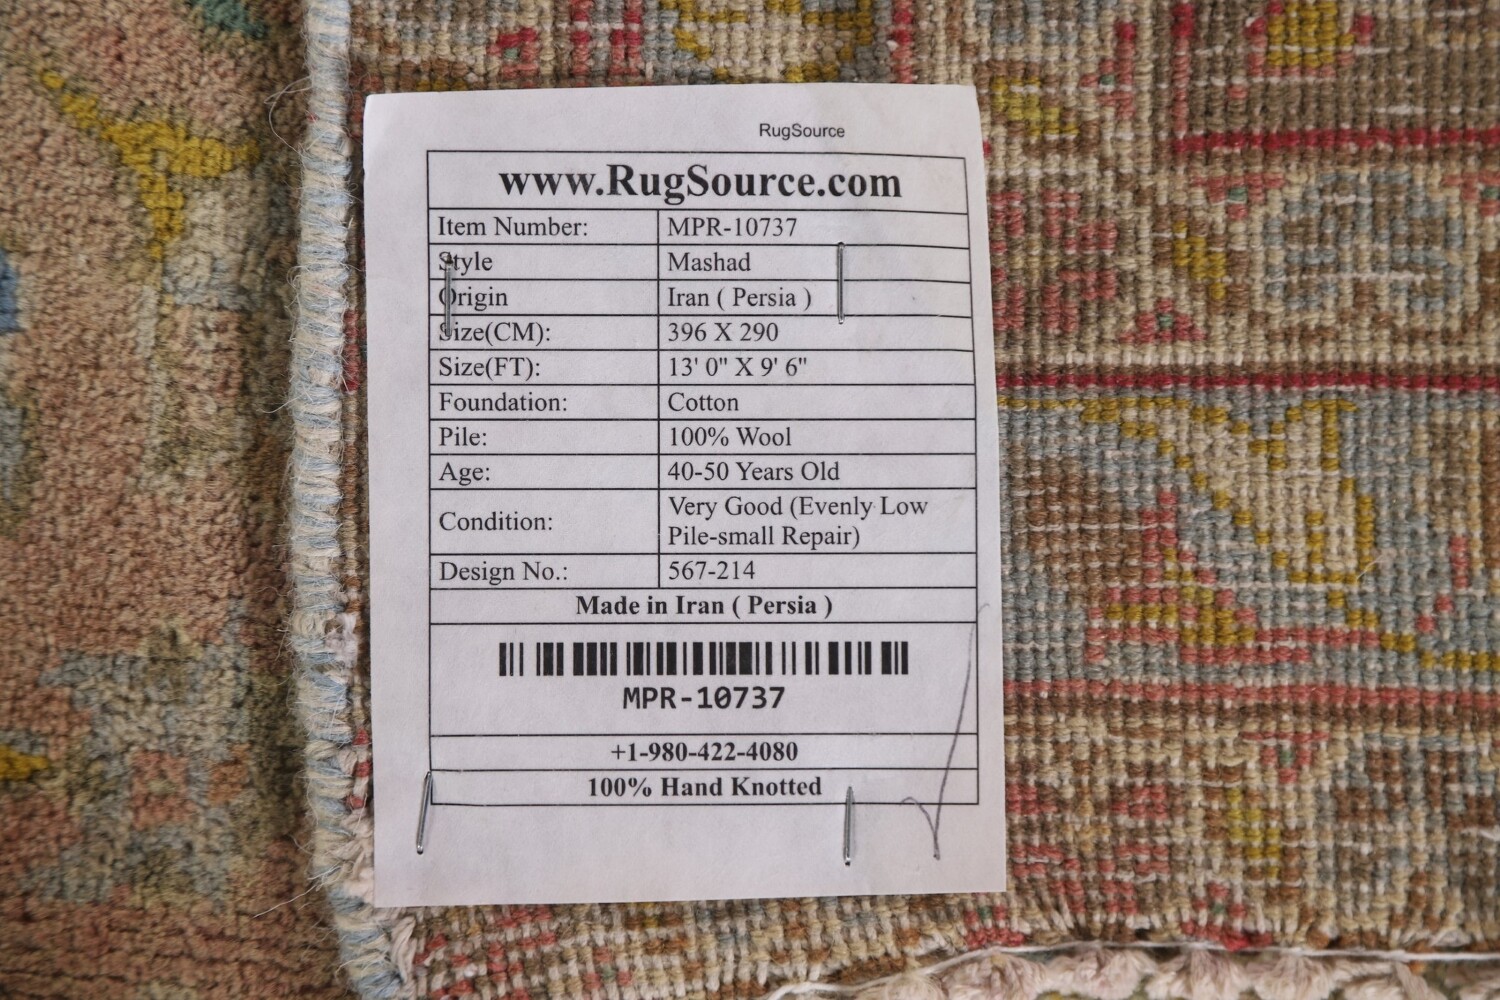 RugSource
www.RugSource.com
Item Number: MPR-10737
Style Mashad
Origin Iran ( Persia )
Size(CM): 396 X 290
Size(FT): 13' 0" X 9' 6"
Foundation: Cotton
Pile: 100% Wool
Age: 40-50 Years Old
Condition: Very Good (Evenly Low
Pile-small Repair)
Design No.: 567-214
Made in Iran ( Persia )
MPR-10737
+1-980-422-4080
100% Hand Knotted